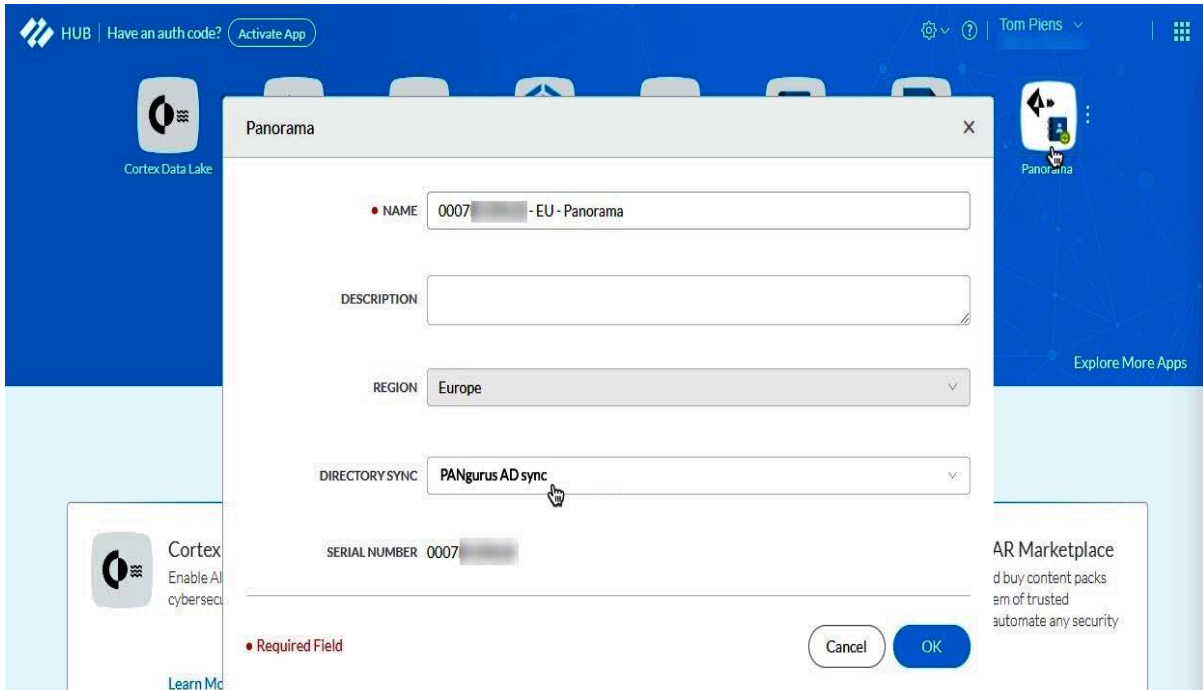 HUB | Have an auth code? Activate App
Tom Piens
Cortex Data Lake
Panorama
Panorama
• NAME 0007 - EU - Panorama
DESCRIPTION
Explore More Apps
REGION Europe
DIRECTORY SYNC PANgurus AD sync
SERIAL NUMBER 0007
Cortex
Enable AI
cybersecu
AR Marketplace
d buy content packs
em of trusted
automate any security
• Required Field
Cancel
OK
Learn Mo